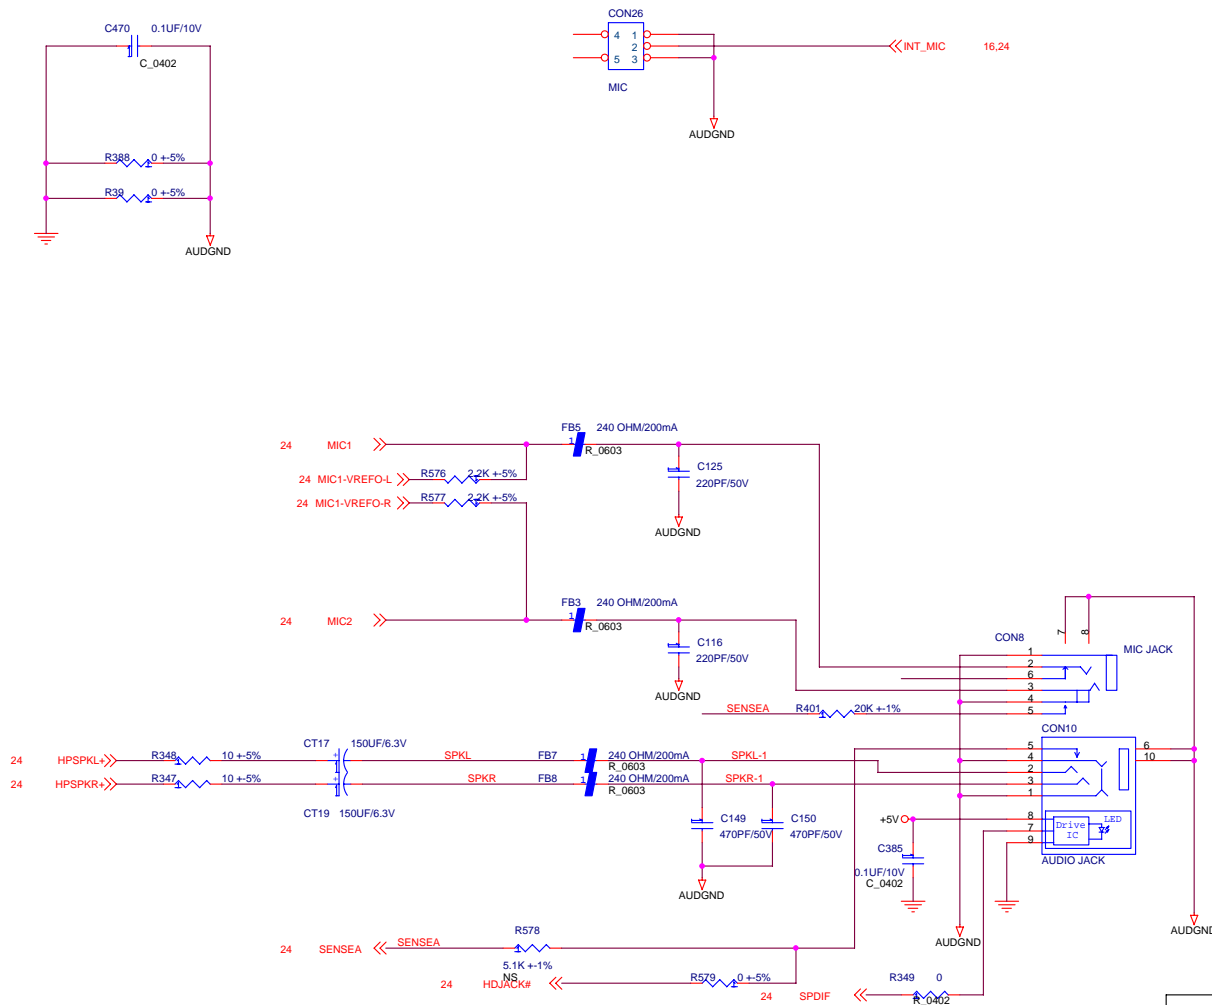 C470 0.1UF/10V
C_0402
R388 0 +-5%
R39 0 +-5%
AUDGND
CON26
4 1
2
5 3
MIC
INT_MIC 16,24
AUDGND
24 MIC1
FB5 240 OHM/200mA
1
R_0603
24 MIC1-VREFO-L
R576 2.2K +-5%
24 MIC1-VREFO-R
R577 2.2K +-5%
C125
220PF/50V
AUDGND
24 MIC2
FB3 240 OHM/200mA
1
R_0603
C116
220PF/50V
AUDGND
CON8
7 8
MIC JACK
1
2
6
3
4
5
SENSEA
R401 20K +-1%
CON10
5
4
2
3
1
6
10
8
7
9
Drive
IC
LED
AUDIO JACK
24 HPSPKL+
R348 10 +-5%
CT17 150UF/6.3V
SPKL
FB7 1 240 OHM/200mA
R_0603
SPKL-1
24 HPSPKR+
R347 10 +-5%
CT19 150UF/6.3V
SPKR
FB8 1 240 OHM/200mA
R_0603
SPKR-1
C149
470PF/50V
C150
470PF/50V
AUDGND
+5V
C385
0.1UF/10V
C_0402
AUDGND
AUDGND
24 SENSEA
SENSEA
R578
5.1K +-1%
NS
24 HDJACK#
R579 0 +-5%
24 SPDIF
R349 0
R_0402